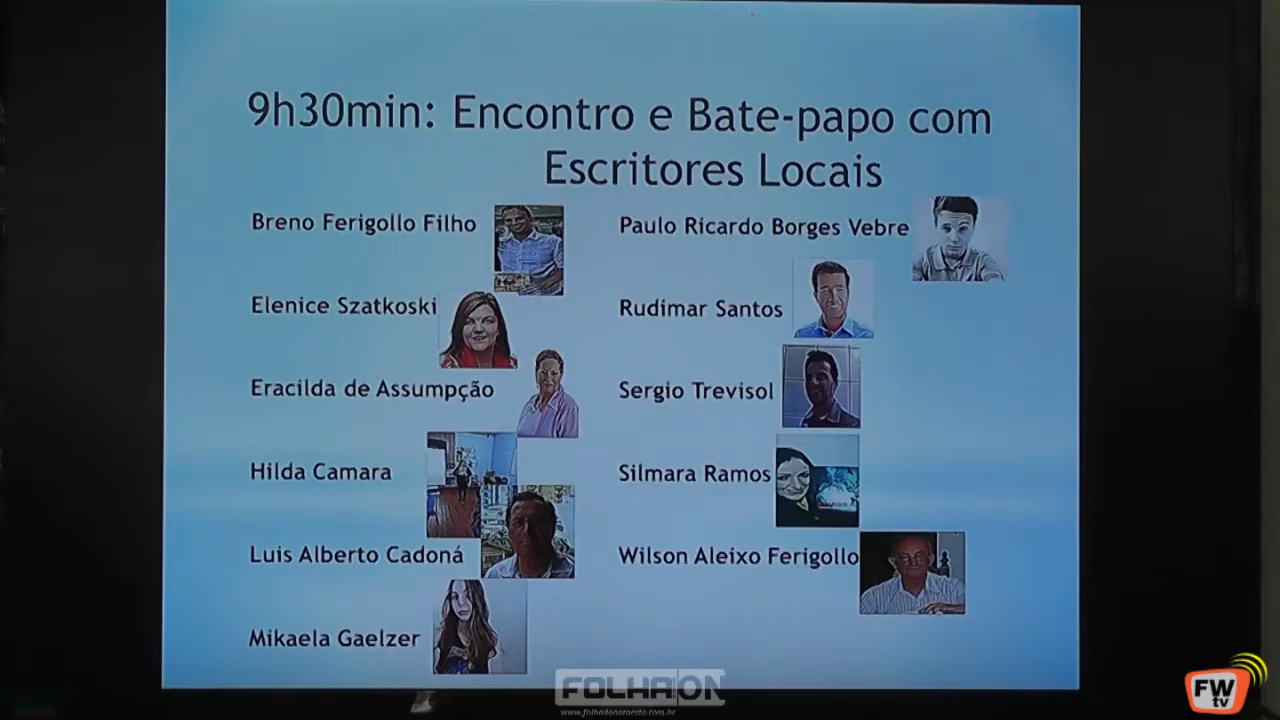 9h30min: Encontro e Bate-papo com
Escritores Locais
Breno Ferigollo Filho
Elenice Szatkoski
Eracilda de Assumpção
Hilda Camara
Luis Alberto Cadoná
Mikaela Gaelzer
Paulo Ricardo Borges Vebre
Rudimar Santos
Sergio Trevisol
Silmara Ramos
Wilson Aleixo Ferigollo
FOLHA ON
www.folhadonoroeste.com.br
FW
tv